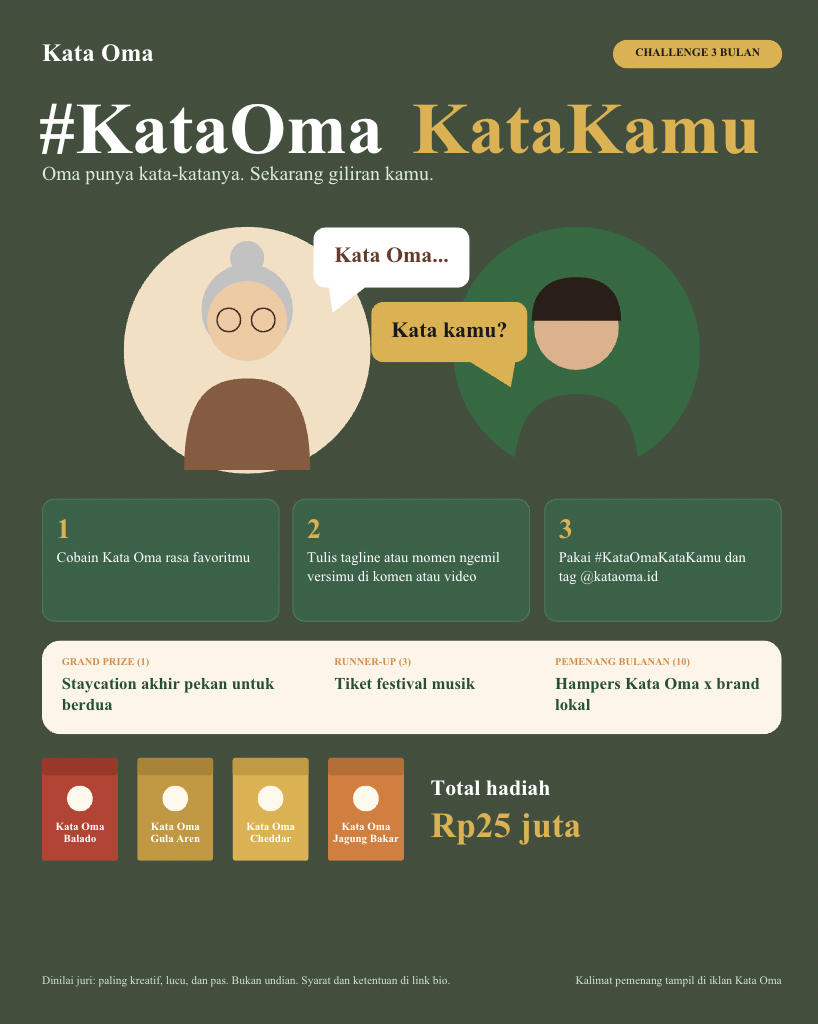 Kata Oma
CHALLENGE 3 BULAN
#KataOma KataKamu
Oma punya kata-katanya. Sekarang giliran kamu.
Kata Oma...
Kata kamu?
1
Cobain Kata Oma rasa favoritmu
2
Tulis tagline atau momen ngemil
versimu di komen atau video
3
Pakai #KataOmaKataKamu dan
tag @kataoma.id
GRAND PRIZE (1)
Staycation akhir pekan untuk
berdua
RUNNER-UP (3)
Tiket festival musik
PEMENANG BULANAN (10)
Hampers Kata Oma x brand
lokal
Kata Oma
Balado
Kata Oma
Gula Aren
Kata Oma
Cheddar
Kata Oma
Jagung Bakar
Total hadiah
Rp25 juta
Dinilai juri: paling kreatif, lucu, dan pas. Bukan undian. Syarat dan ketentuan di link bio.
Kalimat pemenang tampil di iklan Kata Oma